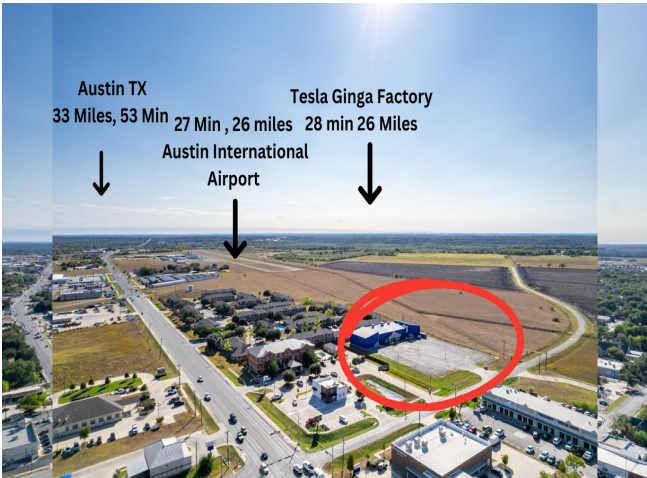 Austin TX
33 Miles, 53 Min
27 Min , 26 miles
Austin International
Airport
Tesla Ginga Factory
28 min 26 Miles